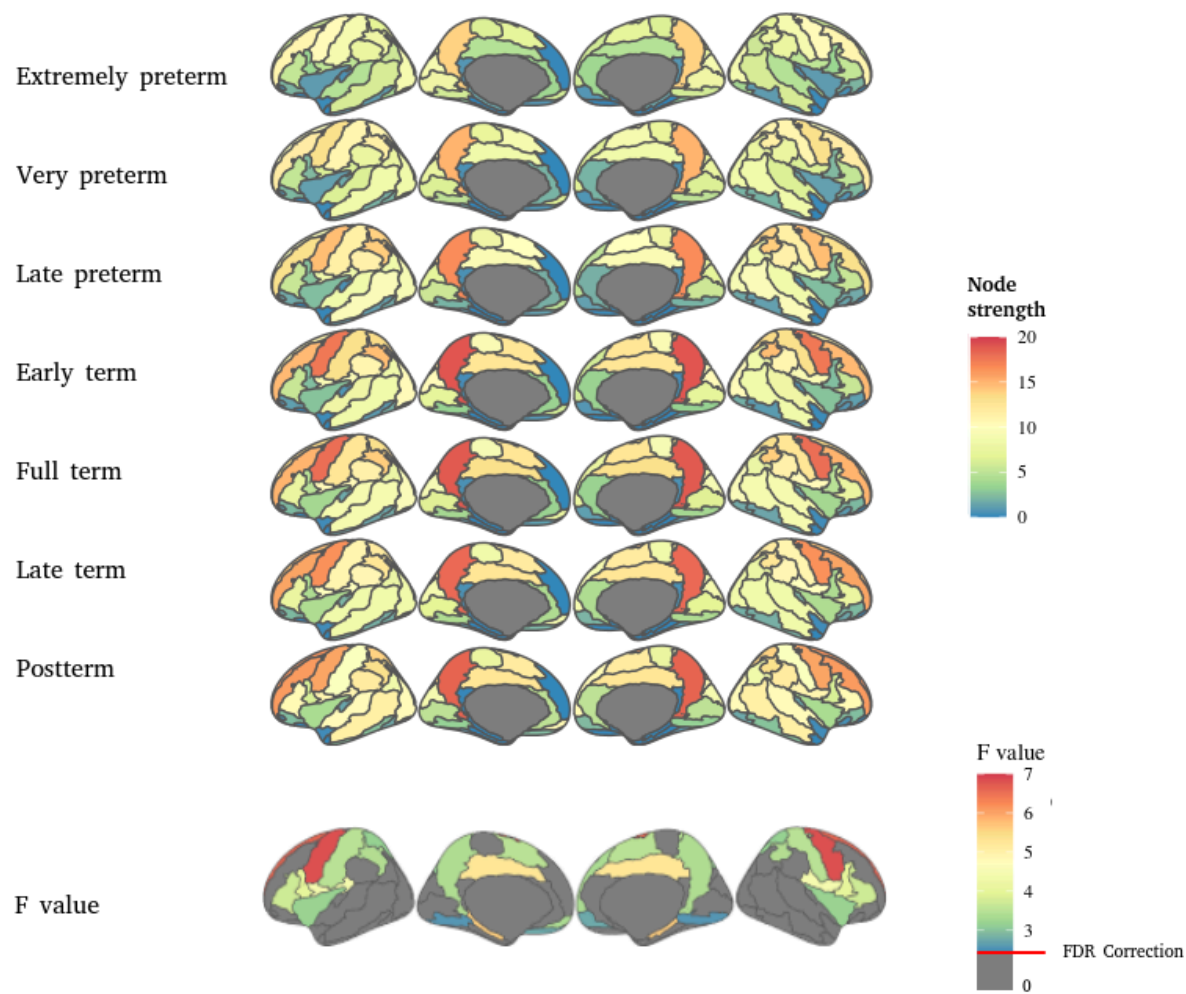 Extremely preterm
Very preterm
Late preterm
Early term
Full term
Late term
Postterm
F value
Node
strength
20
15
10
5
0
F value
7
6
5
4
3
0
FDR Correction